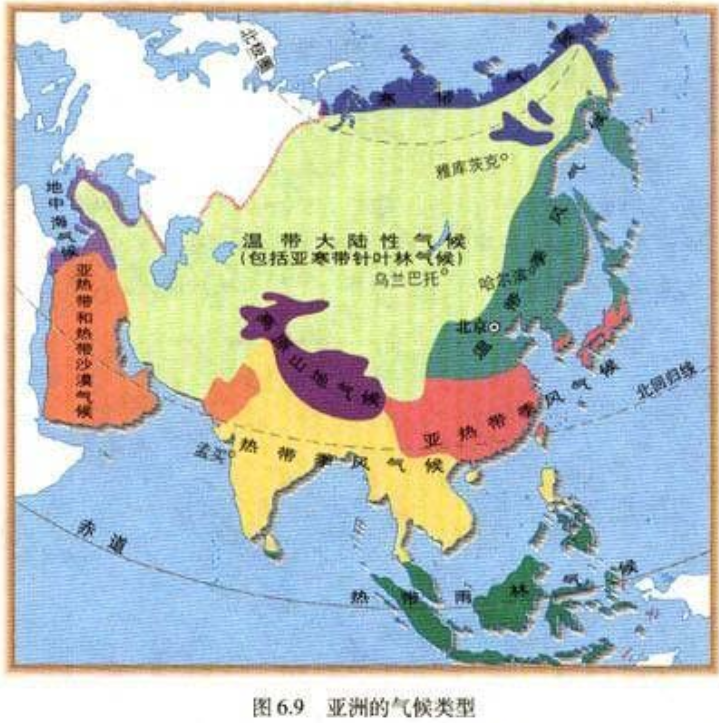 北极圈
寒带气候
雅库茨克
地中海气候
温带大陆性气候
(包括亚寒带针叶林气候)
乌兰巴托
哈尔滨
温带季风气候
北京
亚热带和热带沙漠气候
高原山地气候
亚热带季风气候
北回归线
孟买
热带季风气候
赤道
热带雨林气候
图 6.9 亚洲的气候类型